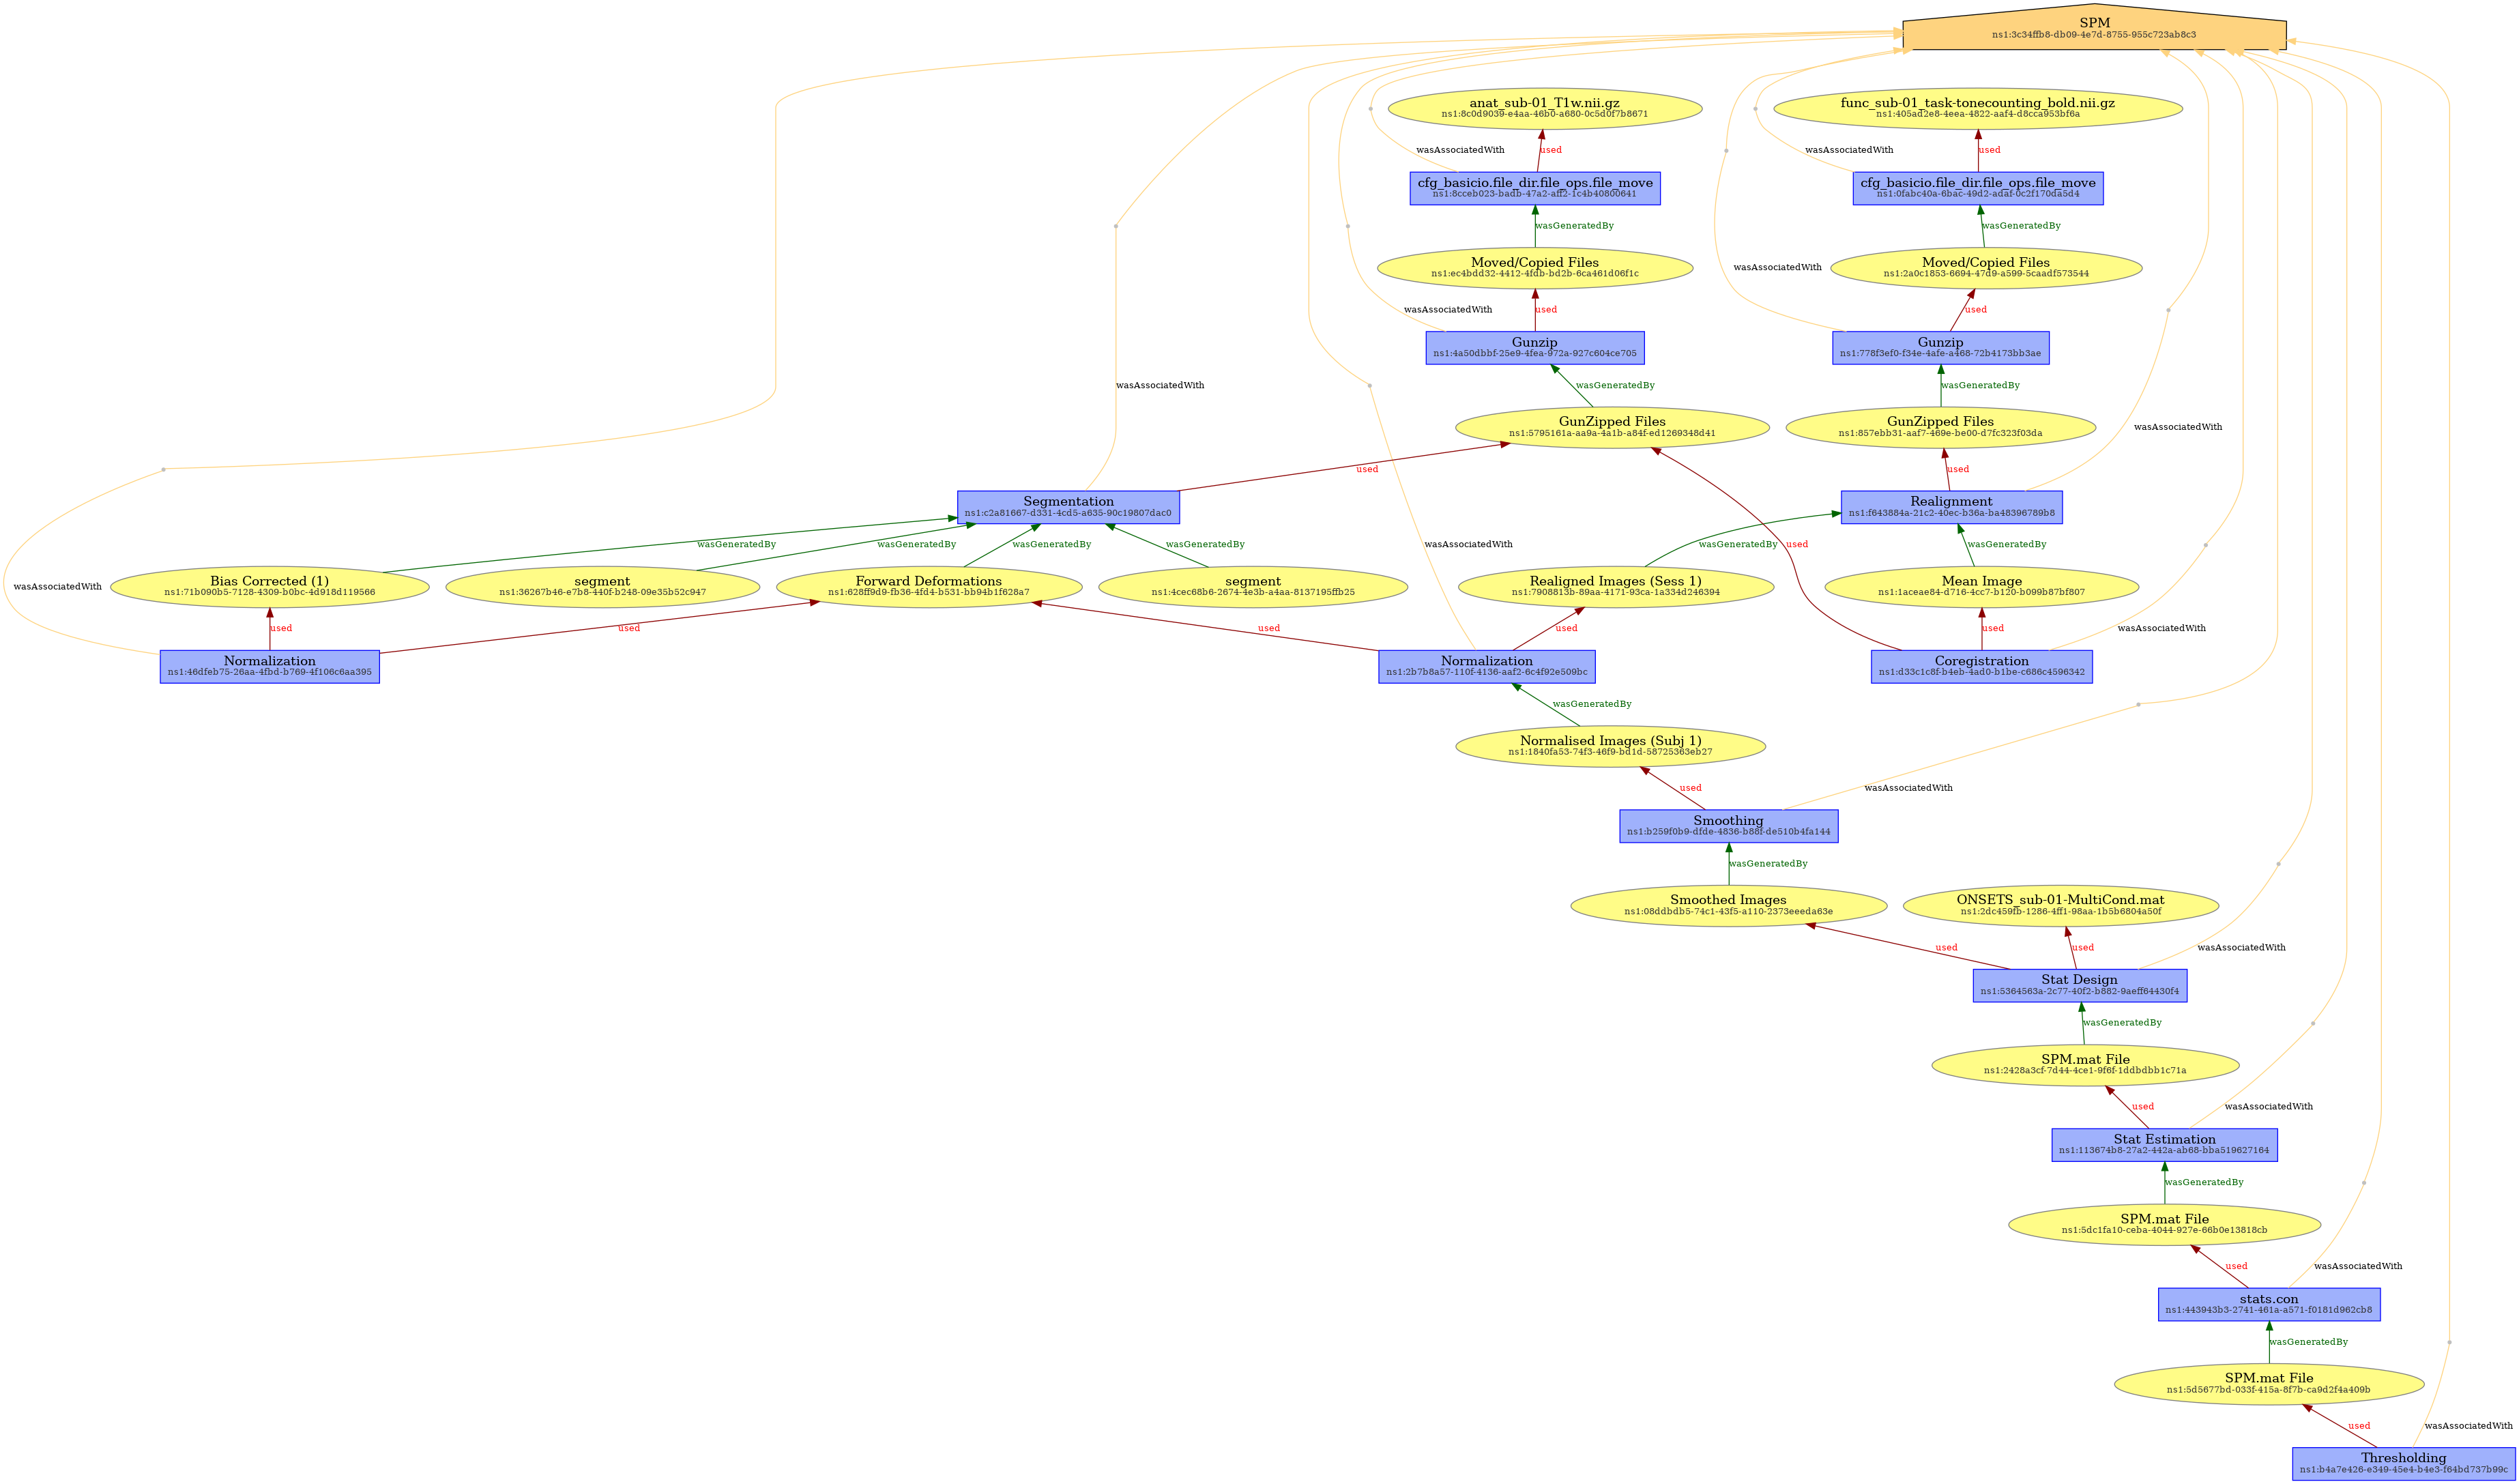 SPM
ns1:3c34ffb8-db09-4e7d-8755-955c723ab8c3
anat_sub-01_T1w.nii.gz
ns1:8c0d9039-e4aa-46b0-a680-0c5d0f7b8671
func_sub-01_task-tonecounting_bold.nii.gz
ns1:405ad2e8-4eea-4822-aaf4-d8cca953bf6a
wasAssociatedWith
used
wasAssociatedWith
used
cfg_basicio.file_dir.file_ops.file_move
ns1:8cceb023-badb-47a2-aff2-1c4b40800641
cfg_basicio.file_dir.file_ops.file_move
ns1:0fabc40a-6bac-49d2-adaf-0c2f170da5d4
wasGeneratedBy
wasGeneratedBy
Moved/Copied Files
ns1:ec4bdd32-4412-4fdb-bd2b-6ca461d06f1c
wasAssociatedWith
Moved/Copied Files
ns1:2a0c1853-6694-47d9-a599-5caadf573544
wasAssociatedWith
used
used
Gunzip
ns1:4a50dbbf-25e9-4fea-972a-927c604ce705
Gunzip
ns1:778f3ef0-f34e-4afe-a468-72b4173bb3ae
wasAssociatedWith
wasGeneratedBy
wasGeneratedBy
GunZipped Files
ns1:5795161a-aa9a-4a1b-a84f-ed1269348d41
GunZipped Files
ns1:857ebb31-aaf7-469e-be00-d7fc323f03da
wasAssociatedWith
used
used
Segmentation
ns1:c2a81667-d331-4cd5-a635-90c19807dac0
Realignment
ns1:f643884a-21c2-40ec-b36a-ba48396789b8
wasGeneratedBy
wasGeneratedBy
wasGeneratedBy
wasGeneratedBy
wasAssociatedWith
wasGeneratedBy
used
wasGeneratedBy
wasAssociatedWith
Bias Corrected (1)
ns1:71b090b5-7128-4309-b0bc-4d918d119566
segment
ns1:36267b46-e7b8-440f-b248-09e35b52c947
Forward Deformations
ns1:628ff9d9-fb36-4fd4-b531-bb94b1f628a7
segment
ns1:4cec68b6-2674-4e3b-a4aa-8137195ffb25
Realigned Images (Sess 1)
ns1:7908813b-89aa-4171-93ca-1a334d246394
Mean Image
ns1:1aceae84-d716-4cc7-b120-b099b87bf807
used
used
used
used
used
wasAssociatedWith
Normalization
ns1:46dfeb75-26aa-4fbd-b769-4f106c6aa395
Normalization
ns1:2b7b8a57-110f-4136-aaf2-6c4f92e509bc
Coregistration
ns1:d33c1c8f-b4eb-4ad0-b1be-c686c4596342
wasGeneratedBy
Normalised Images (Subj 1)
ns1:1840fa53-74f3-46f9-bd1d-58725363eb27
used
wasAssociatedWith
Smoothing
ns1:b259f0b9-dfde-4836-b88f-de510b4fa144
wasGeneratedBy
Smoothed Images
ns1:08ddbdb5-74c1-43f5-a110-2373eeeda63e
ONSETS_sub-01-MultiCond.mat
ns1:2dc459fb-1286-4ff1-98aa-1b5b6804a50f
used
used
wasAssociatedWith
Stat Design
ns1:5364563a-2c77-40f2-b882-9aeff64430f4
wasGeneratedBy
SPM.mat File
ns1:2428a3cf-7d44-4ce1-9f6f-1ddbdbb1c71a
used
wasAssociatedWith
Stat Estimation
ns1:113674b8-27a2-442a-ab68-bba519627164
wasGeneratedBy
SPM.mat File
ns1:5dc1fa10-ceba-4044-927e-66b0e13818cb
used
wasAssociatedWith
stats.con
ns1:443943b3-2741-461a-a571-f0181d962cb8
wasGeneratedBy
SPM.mat File
ns1:5d5677bd-033f-415a-8f7b-ca9d2f4a409b
used
wasAssociatedWith
Thresholding
ns1:b4a7e426-e349-45e4-b4e3-f64bd737b99c